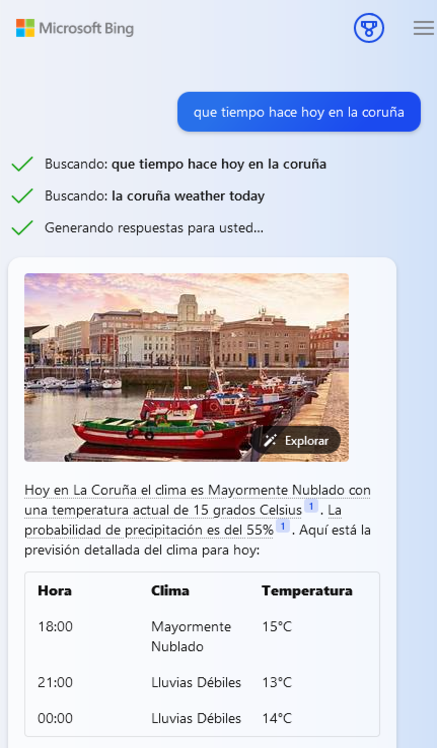 Microsoft Bing
que tiempo hace hoy en la coruña
Buscando: que tiempo hace hoy en la coruña
Buscando: la coruña weather today
Generando respuestas para usted...
Explorar
Hoy en La Coruña el clima es Mayormente Nublado con
una temperatura actual de 15 grados Celsius 1 . La
probabilidad de precipitación es del 55% 1 . Aquí está la
previsión detallada del clima para hoy:
Hora Clima Temperatura
18:00 Mayormente 15°C
Nublado
21:00 Lluvias Débiles 13°C
00:00 Lluvias Débiles 14°C